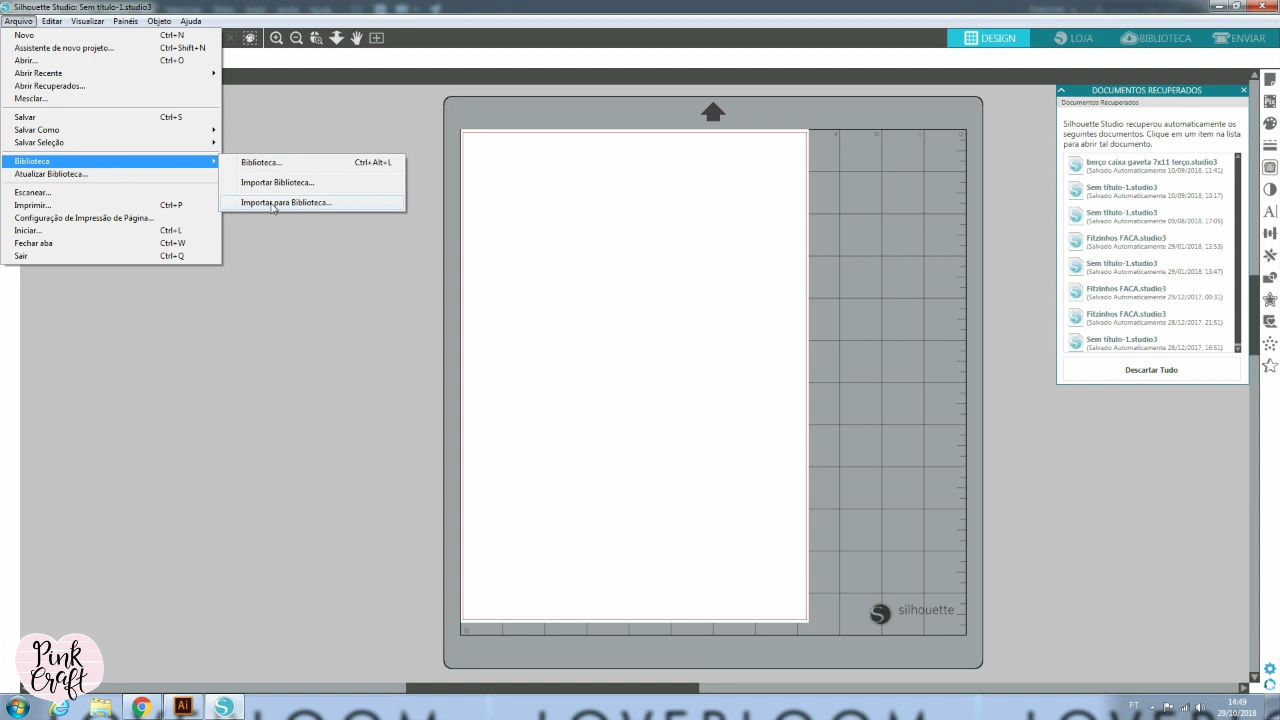 Silhouette Studio: Sem título-1.studio3
Arquivo Editar Visualizar Painéis Objeto Ajuda
Novo Ctrl+N
Assistente de novo projeto... Ctrl+Shift+N
Abrir... Ctrl+O
Abrir Recente
Abrir Recuperados...
Mesclar...
Salvar Ctrl+S
Salvar Como
Salvar Seleção
Biblioteca
Atualizar Biblioteca...
Escanear...
Imprimir... Ctrl+P
Configuração de Impressão de Página...
Iniciar... Ctrl+L
Fechar aba Ctrl+W
Sair Ctrl+Q
Biblioteca... Ctrl+Alt+L
Importar Biblioteca...
Importar para Biblioteca...
DESIGN LOJA BIBLIOTECA ENVIAR
DOCUMENTOS RECUPERADOS
Documentos Recuperados
Silhouette Studio recuperou automaticamente os
seguintes documentos. Clique em um item na lista
para abrir tal documento.
berço caixa gaveta 7x11 terço.studio3
(Salvado Automaticamente 10/09/2018, 11:41)
Sem título-1.studio3
(Salvado Automaticamente 10/09/2018, 10:17)
Sem título-1.studio3
(Salvado Automaticamente 09/08/2018, 17:05)
Fitzinhos FACA.studio3
(Salvado Automaticamente 29/01/2018, 13:53)
Sem título-1.studio3
(Salvado Automaticamente 29/01/2018, 13:47)
Fitzinhos FACA.studio3
(Salvado Automaticamente 29/12/2017, 00:31)
Fitzinhos FACA.studio3
(Salvado Automaticamente 28/12/2017, 21:51)
Sem título-1.studio3
(Salvado Automaticamente 28/12/2017, 16:51)
Descartar Tudo
silhouette
Pink
Craft
Ai
PT
14:49
29/10/2018